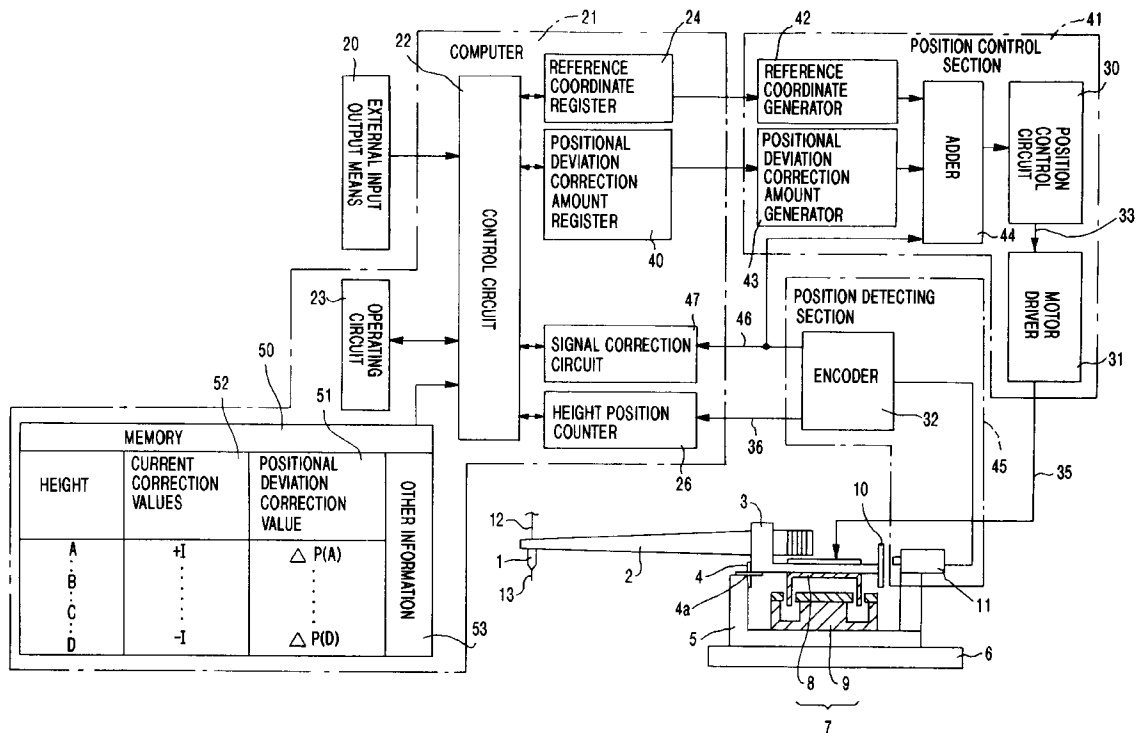 21
22
COMPUTER
24
42
41
POSITION CONTROL
SECTION
30
20
EXTERNAL INPUT
OUTPUT MEANS
REFERENCE
COORDINATE
REGISTER
REFERENCE
COORDINATE
GENERATOR
POSITIONAL
DEVIATION
CORRECTION
AMOUNT
REGISTER
POSITIONAL
DEVIATION
CORRECTION
AMOUNT
GENERATOR
ADDER
POSITION
CONTROL
CIRCUIT
CONTROL CIRCUIT
40
43
44
33
23
OPERATING
CIRCUIT
47
46
POSITION DETECTING
SECTION
MOTOR
DRIVER
SIGNAL CORRECTION
CIRCUIT
ENCODER
31
50
52
51
HEIGHT POSITION
COUNTER
32
36
26
45
35
MEMORY
HEIGHT
CURRENT
CORRECTION
VALUES
POSITIONAL
DEVIATION
CORRECTION
VALUE
OTHER INFORMATION
A +I △ P(A)
B
C
D -I △ P(D)
53
12
3
10
1
2
4
13
4a
11
5
6
8
9
7